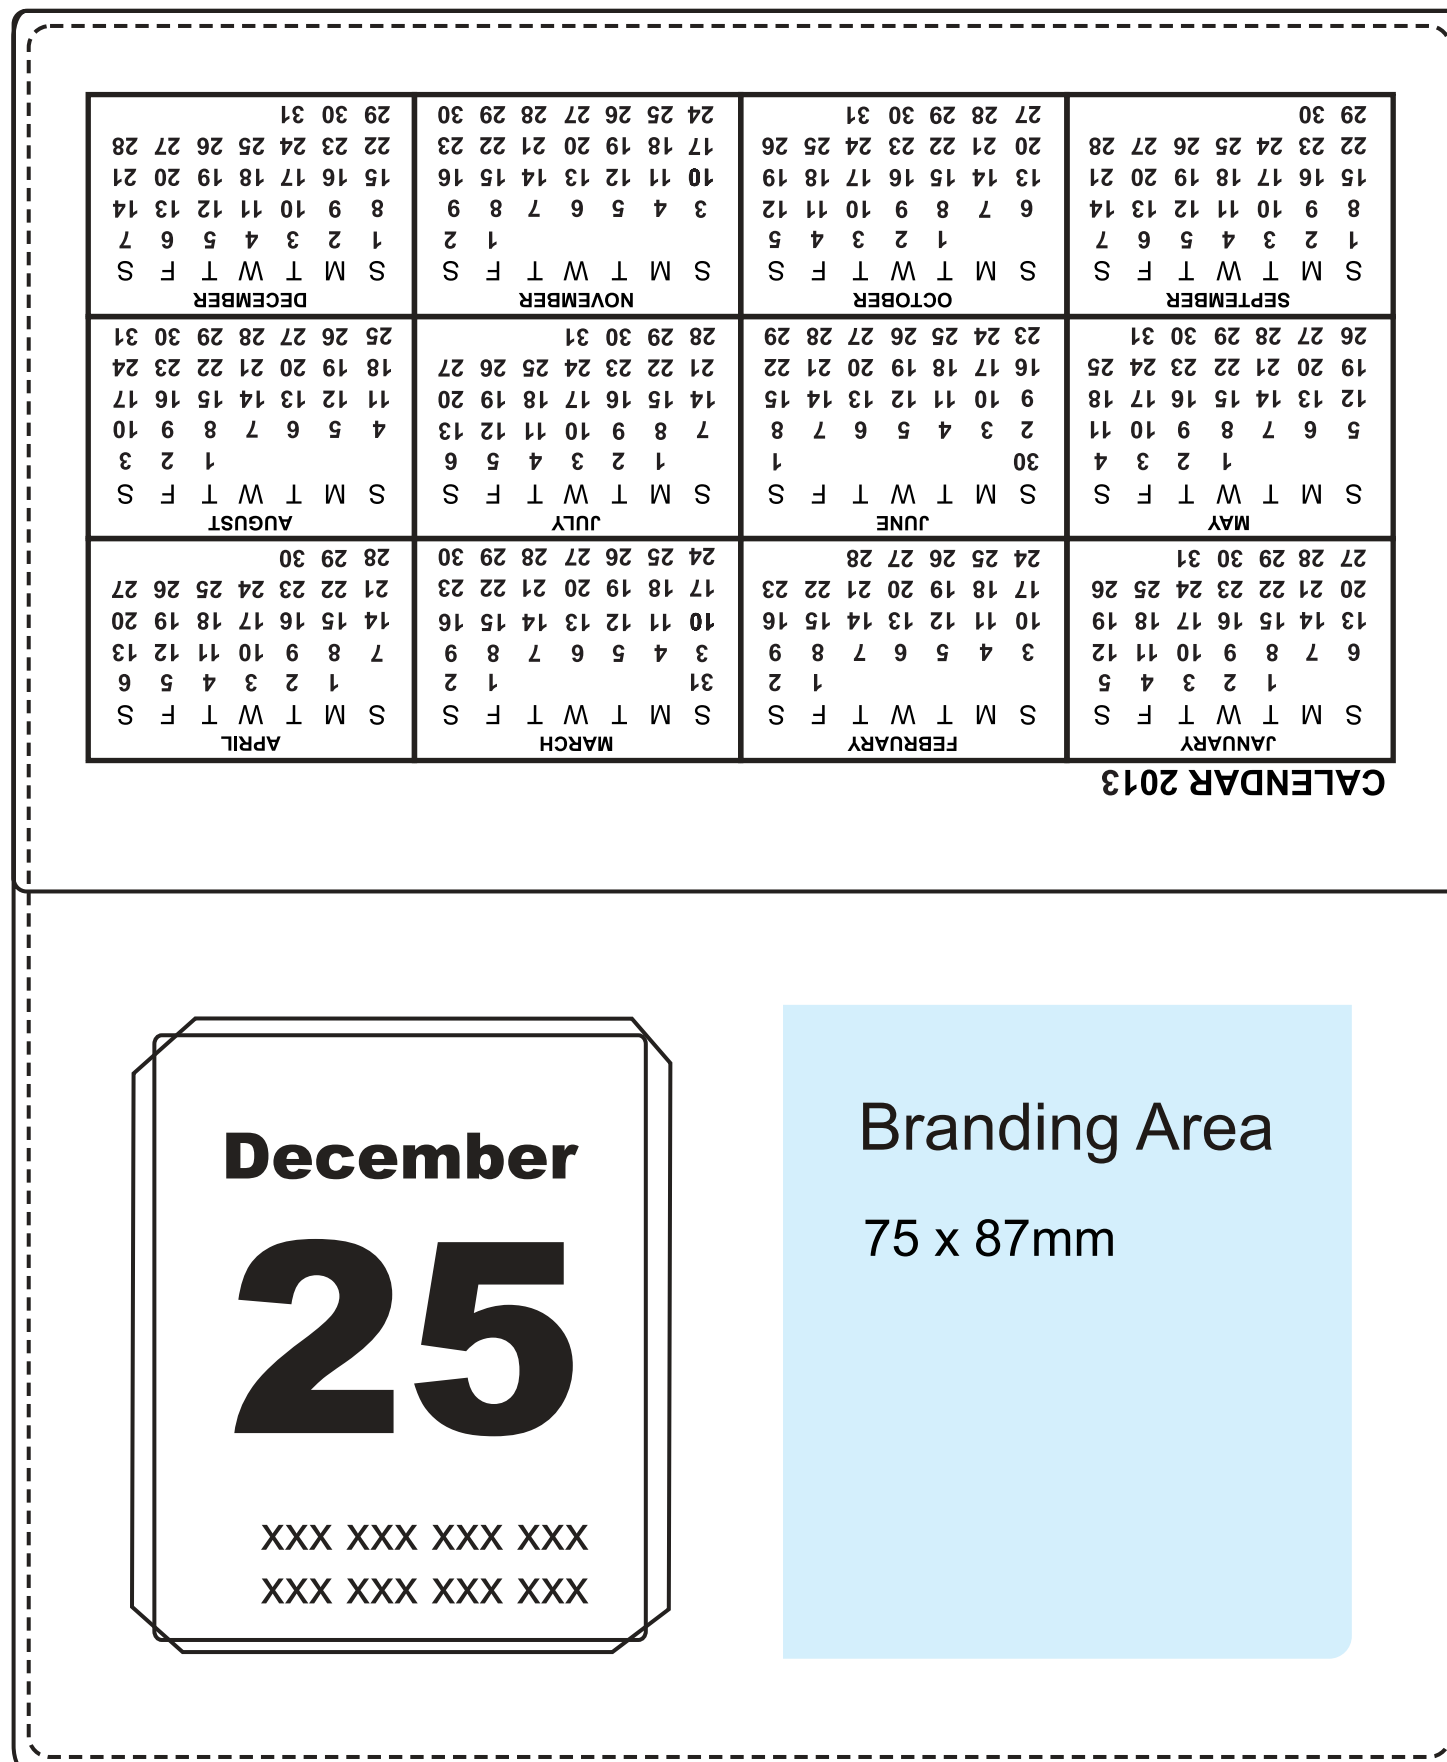 CALENDAR 2013
JANUARY
S M T W T F S
1 2 3 4 5
6 7 8 9 10 11 12
13 14 15 16 17 18 19
20 21 22 23 24 25 26
27 28 29 30 31
FEBRUARY
S M T W T F S
1 2
3 4 5 6 7 8 9
10 11 12 13 14 15 16
17 18 19 20 21 22 23
24 25 26 27 28
MARCH
S M T W T F S
31 1 2
3 4 5 6 7 8 9
10 11 12 13 14 15 16
17 18 19 20 21 22 23
24 25 26 27 28 29 30
APRIL
S M T W T F S
1 2 3 4 5 6
7 8 9 10 11 12 13
14 15 16 17 18 19 20
21 22 23 24 25 26 27
28 29 30
MAY
S M T W T F S
1 2 3 4
5 6 7 8 9 10 11
12 13 14 15 16 17 18
19 20 21 22 23 24 25
26 27 28 29 30 31
JUNE
S M T W T F S
30 1
2 3 4 5 6 7 8
9 10 11 12 13 14 15
16 17 18 19 20 21 22
23 24 25 26 27 28 29
JULY
S M T W T F S
1 2 3 4 5 6
7 8 9 10 11 12 13
14 15 16 17 18 19 20
21 22 23 24 25 26 27
28 29 30 31
AUGUST
S M T W T F S
1 2 3
4 5 6 7 8 9 10
11 12 13 14 15 16 17
18 19 20 21 22 23 24
25 26 27 28 29 30 31
SEPTEMBER
S M T W T F S
1 2 3 4 5 6 7
8 9 10 11 12 13 14
15 16 17 18 19 20 21
22 23 24 25 26 27 28
29 30
OCTOBER
S M T W T F S
1 2 3 4 5
6 7 8 9 10 11 12
13 14 15 16 17 18 19
20 21 22 23 24 25 26
27 28 29 30 31
NOVEMBER
S M T W T F S
1 2
3 4 5 6 7 8 9
10 11 12 13 14 15 16
17 18 19 20 21 22 23
24 25 26 27 28 29 30
DECEMBER
S M T W T F S
1 2 3 4 5 6 7
8 9 10 11 12 13 14
15 16 17 18 19 20 21
22 23 24 25 26 27 28
29 30 31
December
25
XXX XXX XXX XXX
XXX XXX XXX XXX
Branding Area
75 x 87mm